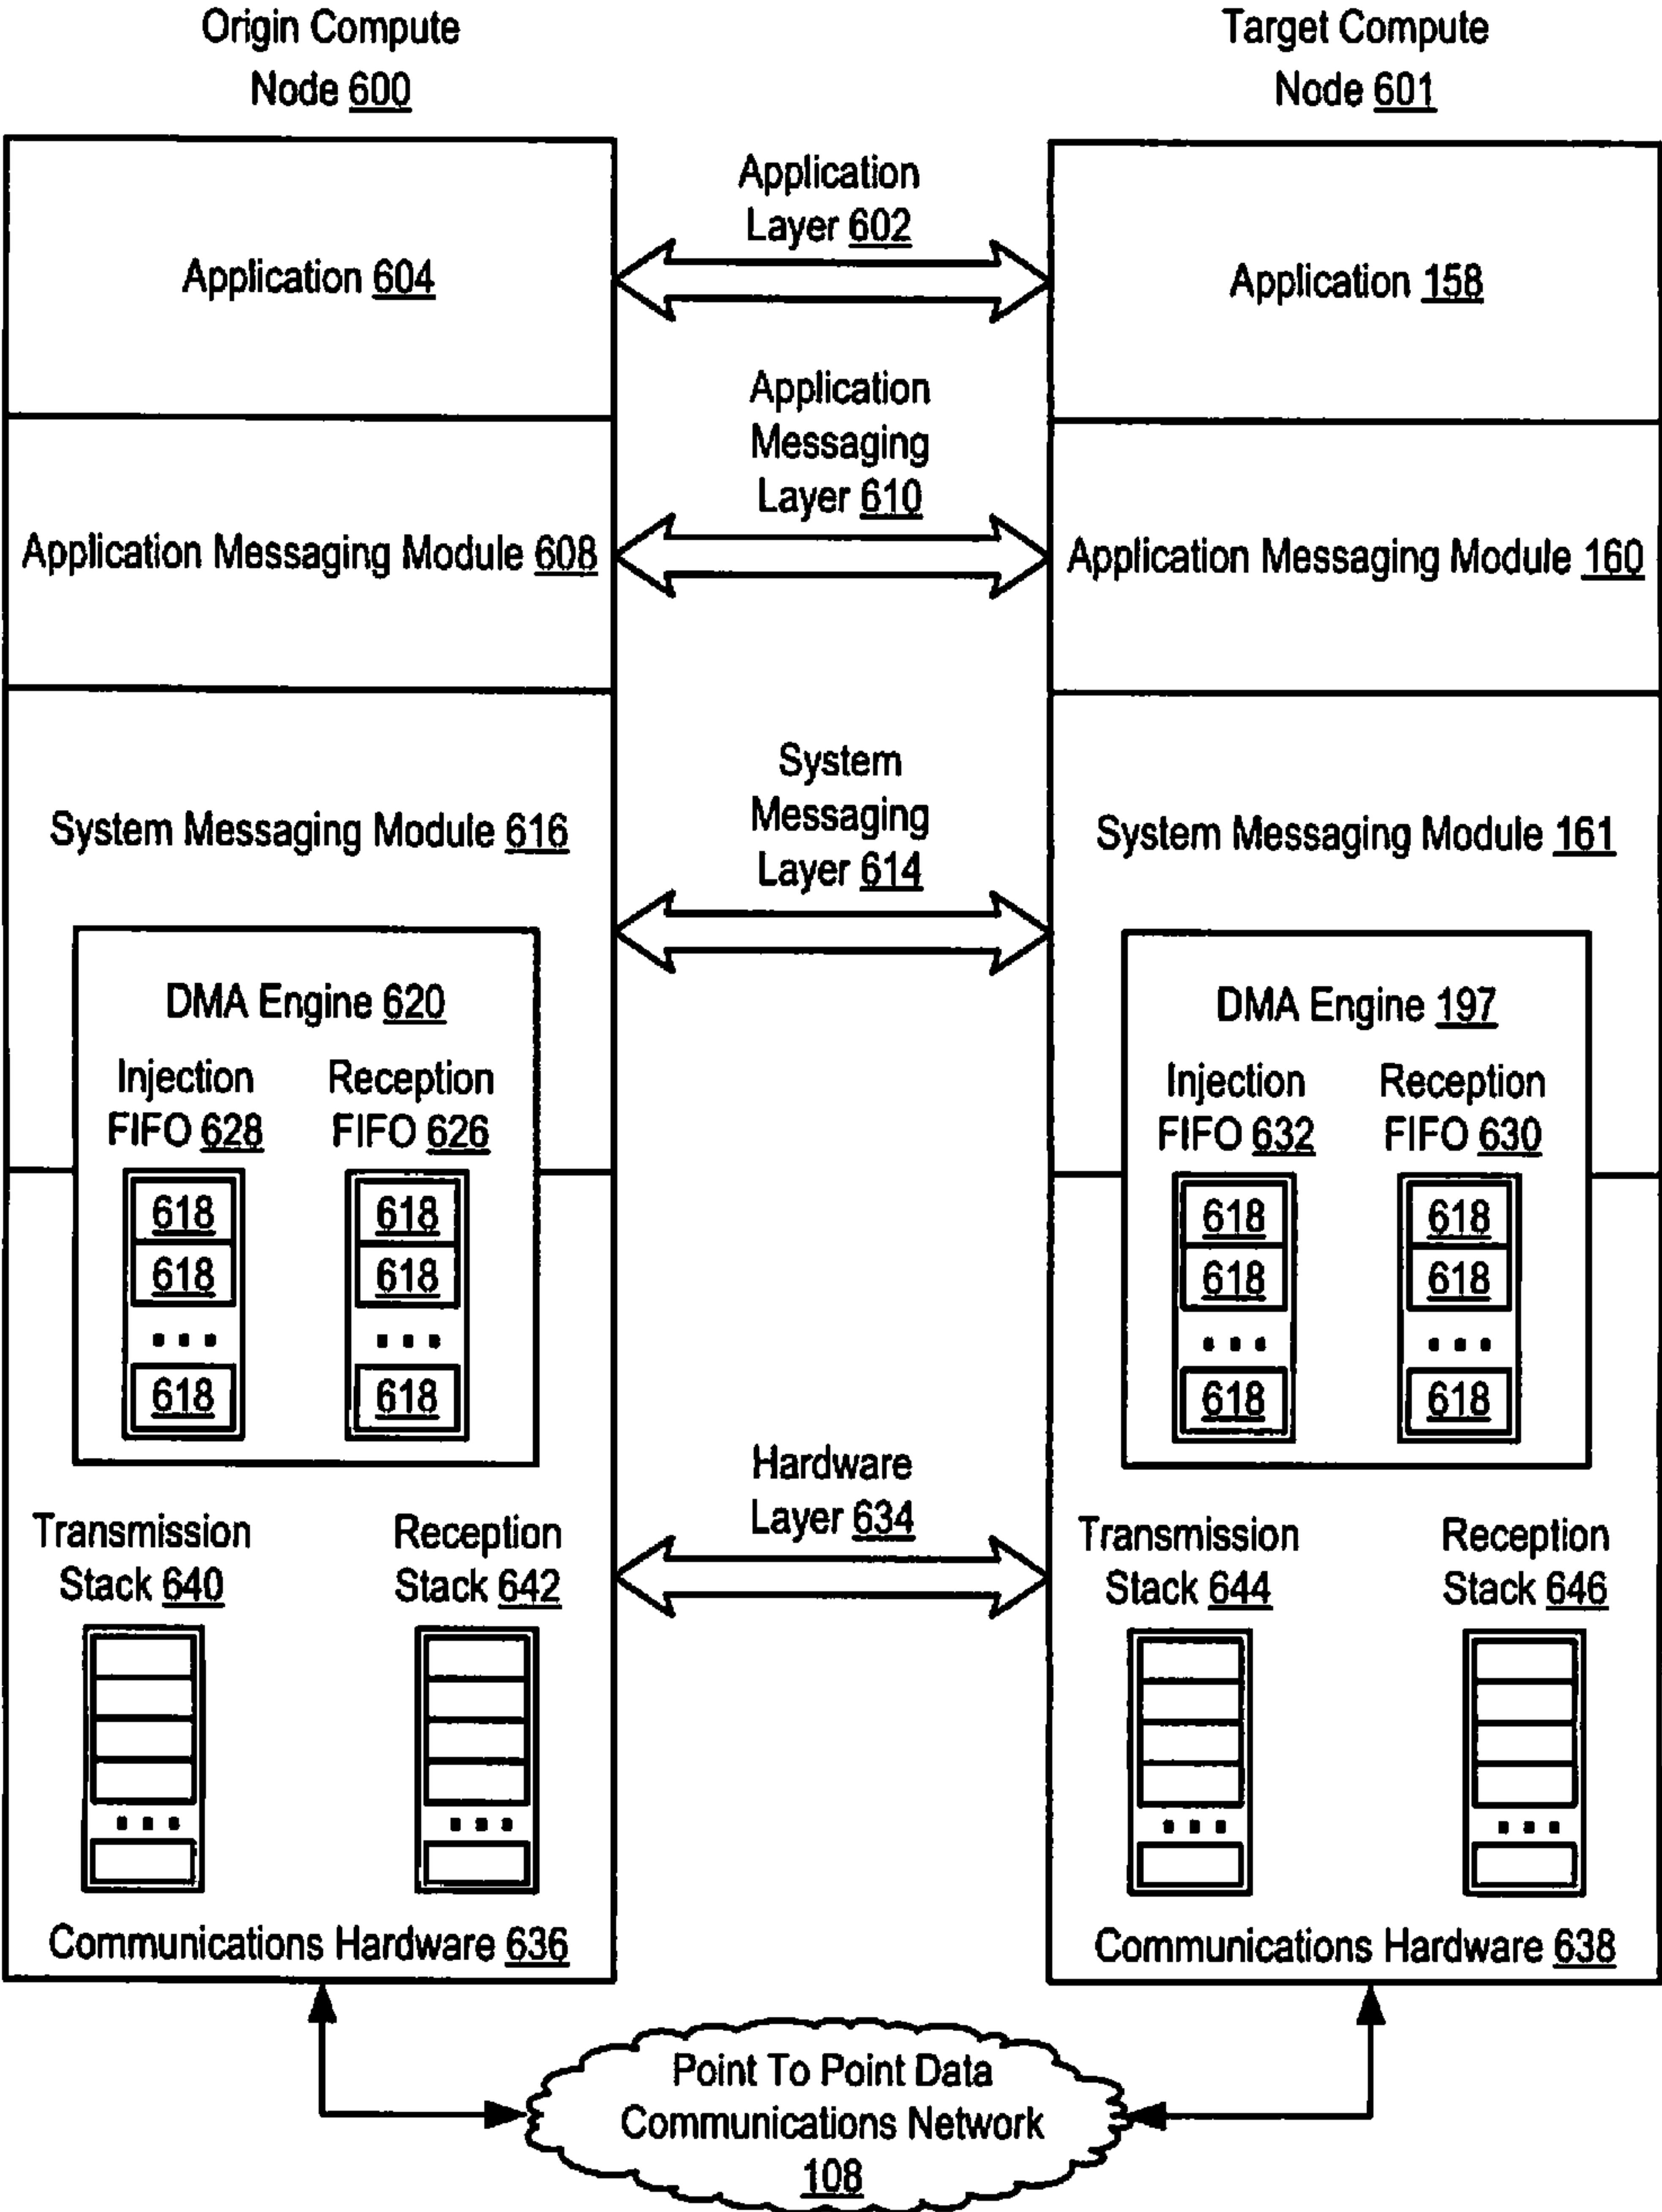 Origin Compute
Node 600
Target Compute
Node 601
Application
Layer 602
Application 604
Application 158
Application
Messaging
Layer 610
Application Messaging Module 608
Application Messaging Module 160
System
Messaging
Layer 614
System Messaging Module 616
System Messaging Module 161
DMA Engine 620
Injection
FIFO 628
Reception
FIFO 626
618
618
...
618
618
618
...
618
DMA Engine 197
Injection
FIFO 632
Reception
FIFO 630
618
618
...
618
618
618
...
618
Hardware
Layer 634
Transmission
Stack 640
Reception
Stack 642
...
...
Transmission
Stack 644
Reception
Stack 646
...
...
Communications Hardware 636
Communications Hardware 638
Point To Point Data
Communications Network
108